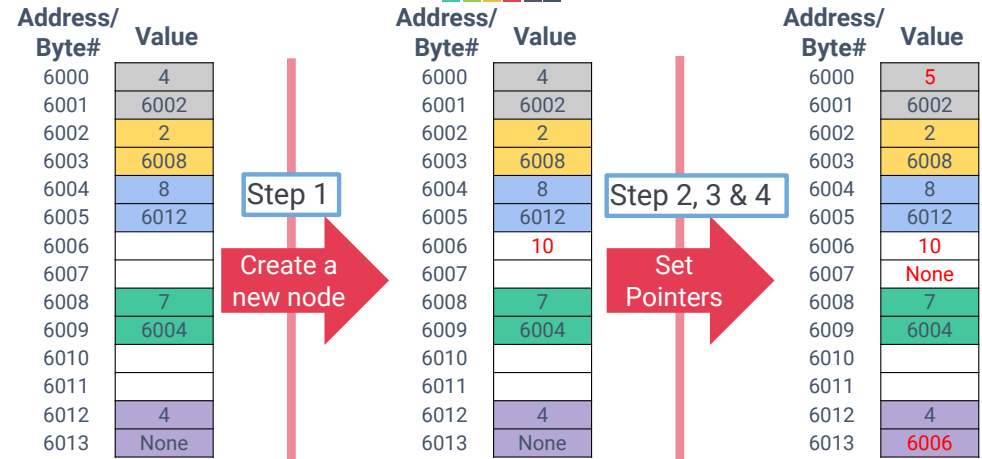 Address/ Value Address/ Value Address/ Value
Byte# Byte# Byte#
6000 4 6000 4 6000 5
6001 6002 6001 6002 6001 6002
6002 2 6002 2 6002 2
6003 6008 6003 6008 6003 6008
6004 8 Step 1 6004 8 Step 2, 3 & 4 6004 8
6005 6012 6005 6012 6005 6012
6006 6006 10 6006 10
6007 Create a 6007 Set 6007 None
6008 7 new node 6008 7 Pointers 6008 7
6009 6004 6009 6004 6009 6004
6010 6010 6010
6011 6011 6011
6012 4 6012 4 6012 4
6013 None 6013 None 6013 6006